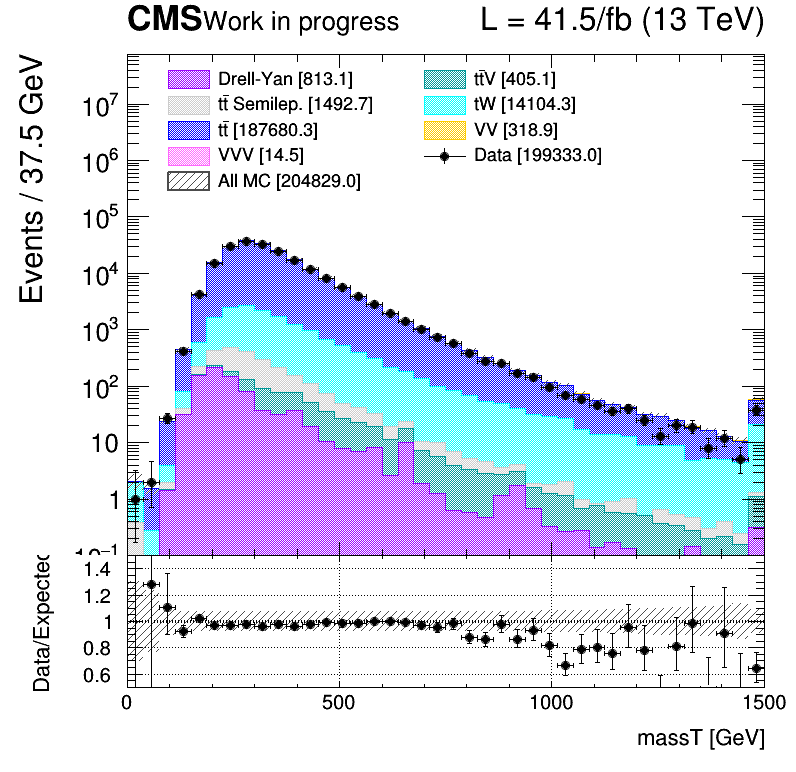 CMS Work in progress L = 41.5/fb (13 TeV)
Events / 37.5 GeV
Drell-Yan [813.1]
tt̄ Semilep. [1492.7]
tt̄ [187680.3]
VVV [14.5]
All MC [204829.0]
tt̄V [405.1]
tW [14104.3]
VV [318.9]
Data [199333.0]
10⁷
10⁶
10⁵
10⁴
10³
10²
10
1
10⁻¹
Data/Expected
1.4
1.2
1
0.8
0.6
0 500 1000 1500
massT [GeV]